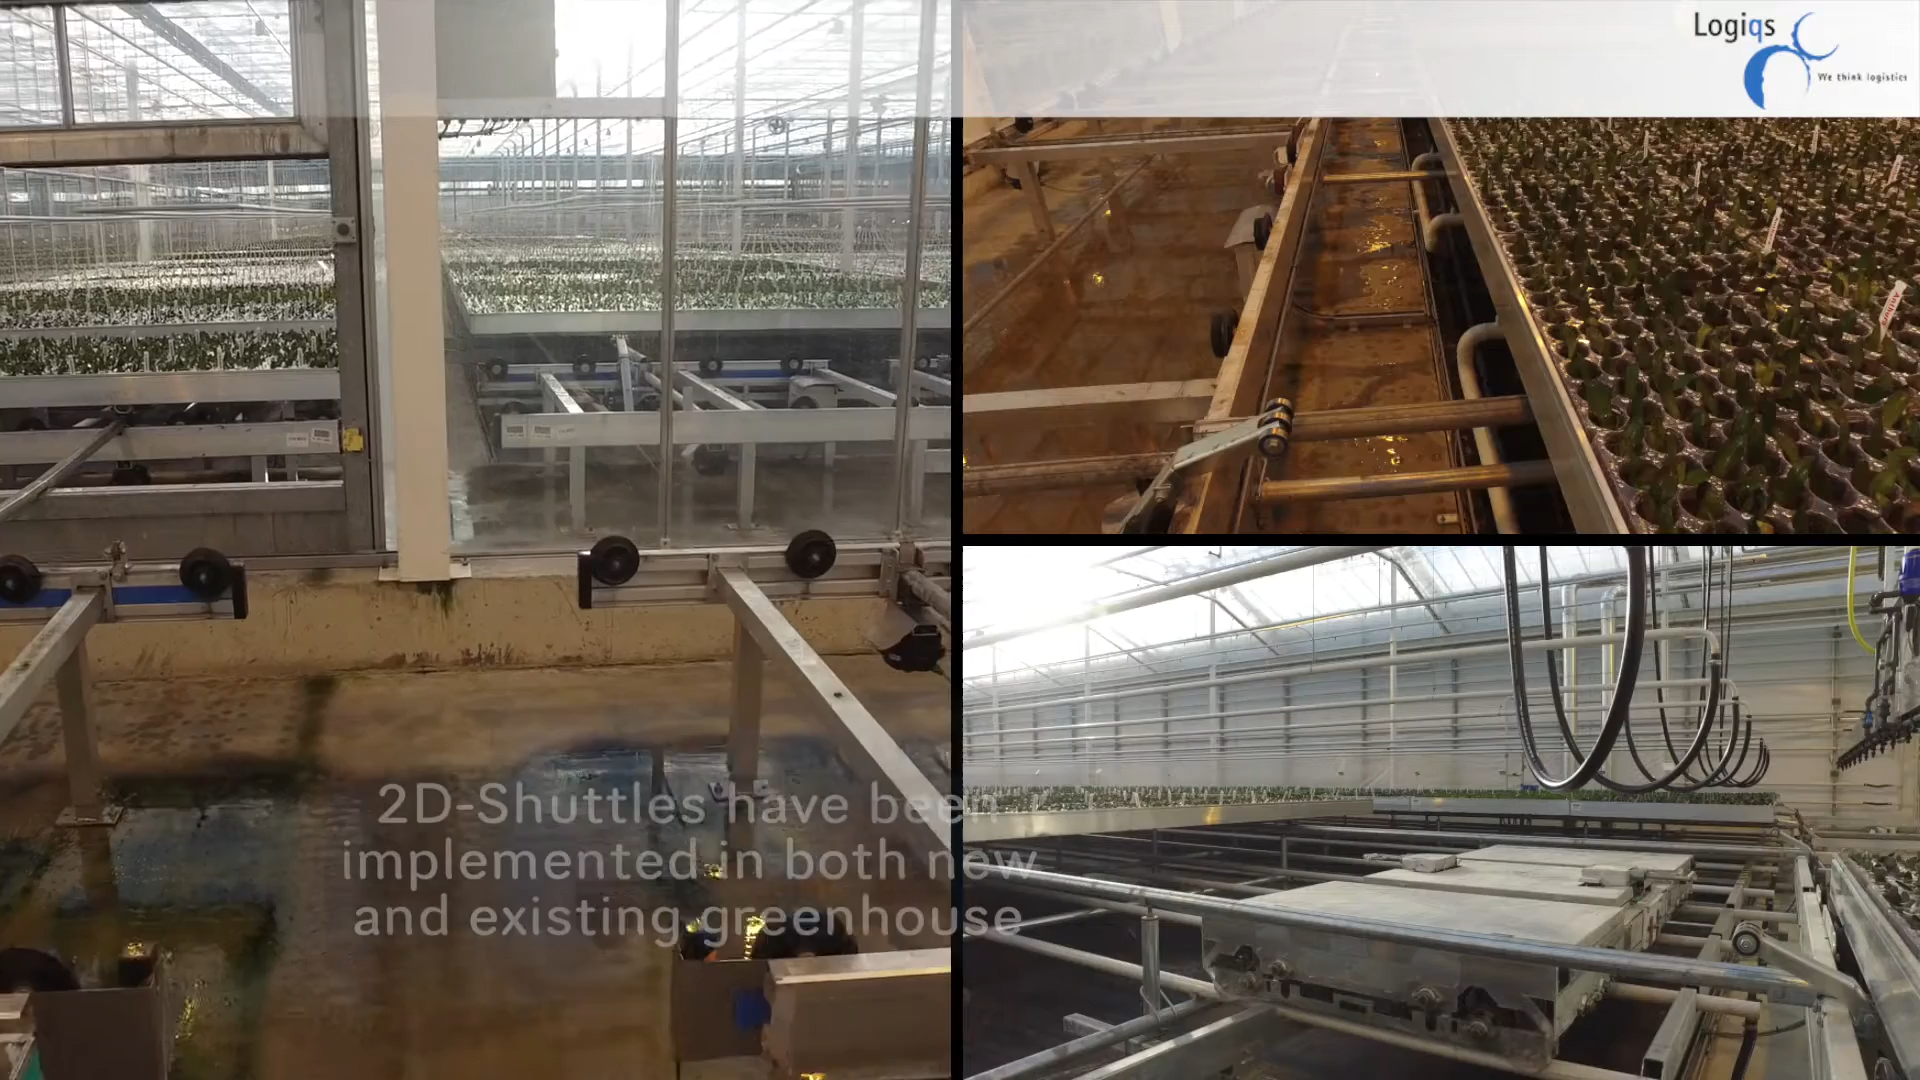 Logiqs
We think logistics
2D-Shuttles have been
implemented in both new
and existing greenhouse